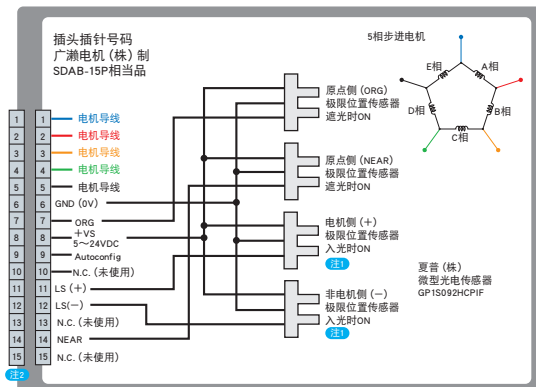 插头插针号码
广濑电机 (株) 制
SDAB-15P相当品
5相步进电机
E相
A相
D相
B相
C相
1 1 电机导线
2 2 电机导线
3 3 电机导线
4 4 电机导线
5 5 电机导线
6 6 GND (0V)
7 7 ORG
8 8 +VS
5~24VDC
9 9 Autoconfig
10 10 N.C. (未使用)
11 11 LS (+)
12 12 LS(−)
13 13 N.C. (未使用)
14 14 NEAR
15 15 N.C. (未使用)
注2
原点侧 (ORG)
极限位置传感器
遮光时ON
原点侧 (NEAR)
极限位置传感器
遮光时ON
电机侧 (+)
极限位置传感器
入光时ON
注1
非电机侧 (−)
极限位置传感器
入光时ON
注1
夏普 (株)
微型光电传感器
GP1S092HCPIF